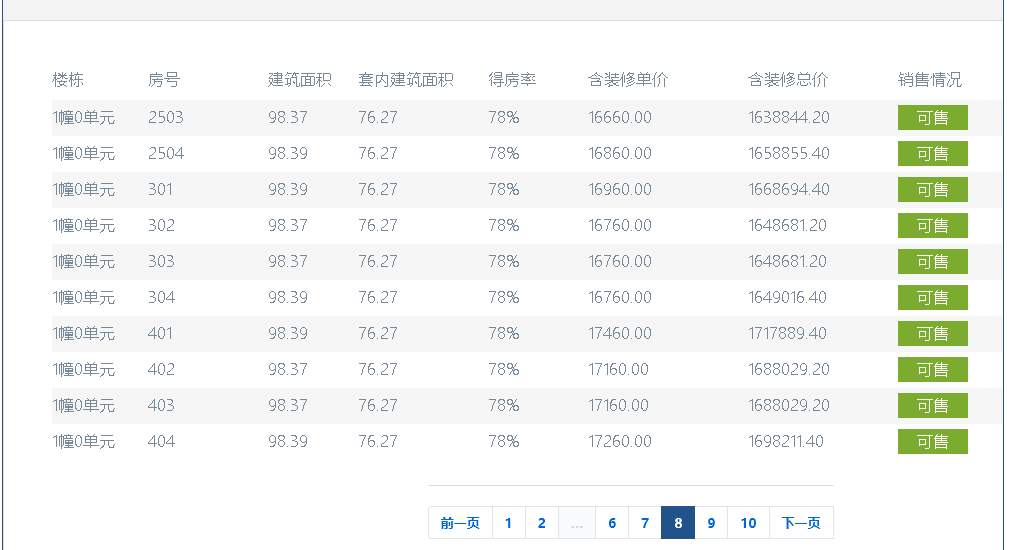 楼栋 房号 建筑面积 套内建筑面积 得房率 含装修单价 含装修总价 销售情况
1幢0单元 2503 98.37 76.27 78% 16660.00 1638844.20 可售
1幢0单元 2504 98.39 76.27 78% 16860.00 1658855.40 可售
1幢0单元 301 98.39 76.27 78% 16960.00 1668694.40 可售
1幢0单元 302 98.37 76.27 78% 16760.00 1648681.20 可售
1幢0单元 303 98.37 76.27 78% 16760.00 1648681.20 可售
1幢0单元 304 98.39 76.27 78% 16760.00 1649016.40 可售
1幢0单元 401 98.39 76.27 78% 17460.00 1717889.40 可售
1幢0单元 402 98.37 76.27 78% 17160.00 1688029.20 可售
1幢0单元 403 98.37 76.27 78% 17160.00 1688029.20 可售
1幢0单元 404 98.39 76.27 78% 17260.00 1698211.40 可售
前一页 1 2 ... 6 7 8 9 10 下一页